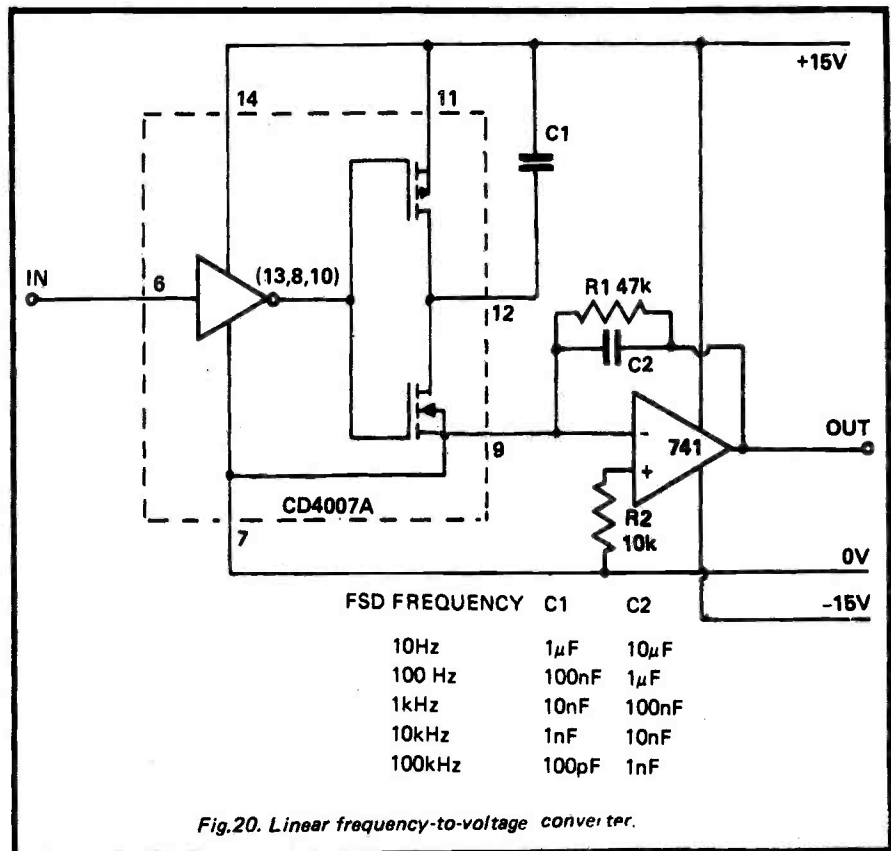 +15V
14
11
C1
IN
6
(13,8,10)
12
R1 47k
C2
9
741
OUT
-
+
CD4007A
7
R2
10k
0V
-15V
FSD FREQUENCY C1 C2
10Hz 1μF 10μF
100 Hz 100nF 1μF
1kHz 10nF 100nF
10kHz 1nF 10nF
100kHz 100pF 1nF
Fig.20. Linear frequency-to-voltage converter.